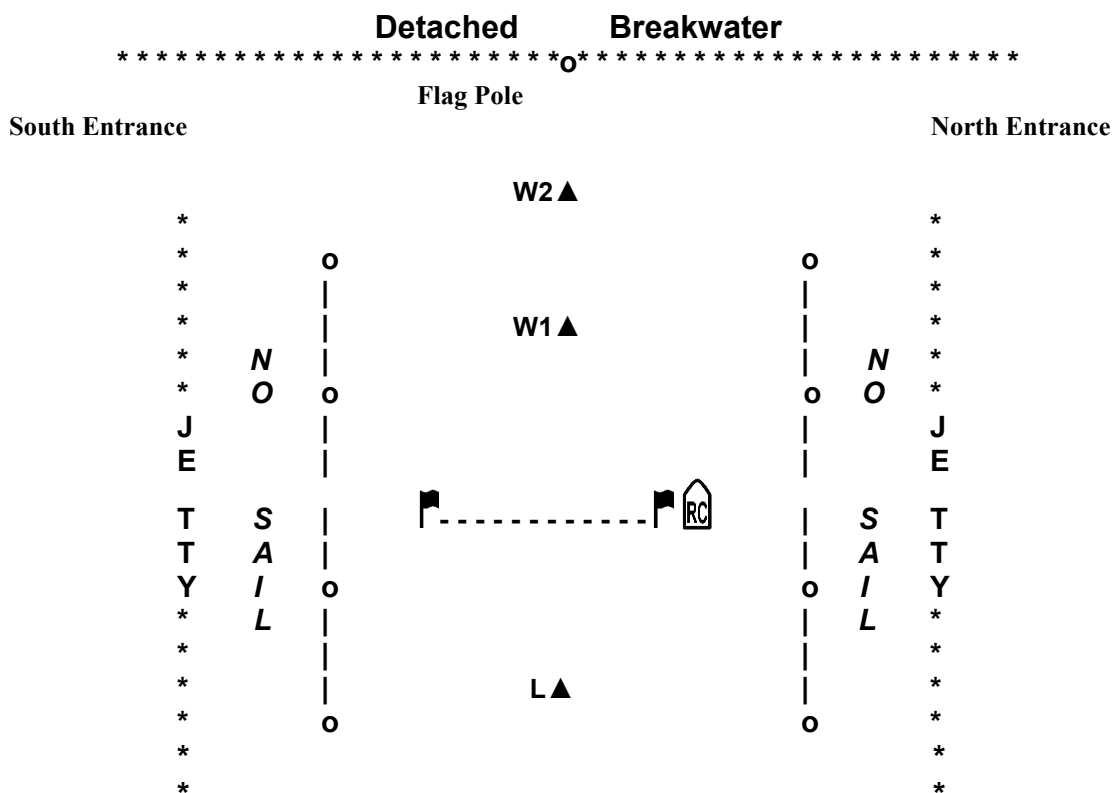 Detached Breakwater
* * * * * * * * * * * * * * * * * * * * * * * *o* * * * * * * * * * * * * * * * * * * * * * *
Flag Pole
South Entrance North Entrance
W2▲
* *
* o o *
* | | *
* | W1▲ | *
* N | | N *
* O o o O *
J | | J
E | | E
T S | - - - - - - - - - - - RC | S T
T A | | A T
Y I o o I Y
* L | | L *
* | | *
* | L▲ | *
* o o *
* *
* *